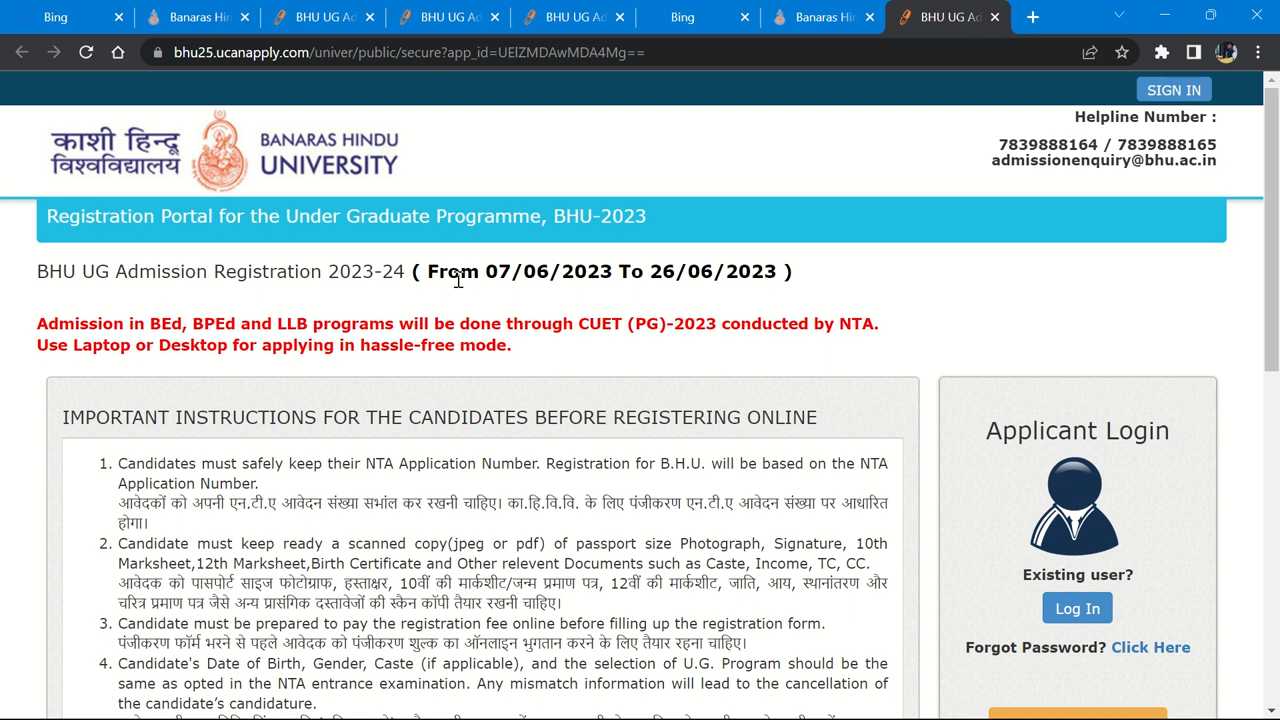 Bing
Banaras Hin
BHU UG Ad
BHU UG Ad
BHU UG Ad
Bing
Banaras Hin
BHU UG Ad
bhu25.ucanapply.com/univer/public/secure?app_id=UElZMDAwMDA4Mg==
SIGN IN
काशी हिन्दू
विश्वविद्यालय
BANARAS HINDU
UNIVERSITY
Helpline Number :
7839888164 / 7839888165
admissionenquiry@bhu.ac.in
Registration Portal for the Under Graduate Programme, BHU-2023
BHU UG Admission Registration 2023-24 ( From 07/06/2023 To 26/06/2023 )
Admission in BEd, BPEd and LLB programs will be done through CUET (PG)-2023 conducted by NTA.
Use Laptop or Desktop for applying in hassle-free mode.
IMPORTANT INSTRUCTIONS FOR THE CANDIDATES BEFORE REGISTERING ONLINE
1. Candidates must safely keep their NTA Application Number. Registration for B.H.U. will be based on the NTA
Application Number.
आवेदकों को अपनी एन.टी.ए आवेदन संख्या सभांल कर रखनी चाहिए। का.हि.वि.वि. के लिए पंजीकरण एन.टी.ए आवेदन संख्या पर आधारित
होगा।
2. Candidate must keep ready a scanned copy(jpeg or pdf) of passport size Photograph, Signature, 10th
Marksheet,12th Marksheet,Birth Certificate and Other relevent Documents such as Caste, Income, TC, CC.
आवेदक को पासपोर्ट साइज फोटोग्राफ, हस्ताक्षर, 10वीं की मार्कशीट/जन्म प्रमाण पत्र, 12वीं की मार्कशीट, जाति, आय, स्थानांतरण और
चरित्र प्रमाण पत्र जैसे अन्य प्रासंगिक दस्तावेजों की स्कैन कॉपी तैयार रखनी चाहिए।
3. Candidate must be prepared to pay the registration fee online before filling up the registration form.
पंजीकरण फॉर्म भरने से पहले आवेदक को पंजीकरण शुल्क का ऑनलाइन भुगतान करने के लिए तैयार रहना चाहिए।
4. Candidate's Date of Birth, Gender, Caste (if applicable), and the selection of U.G. Program should be the
same as opted in the NTA entrance examination. Any mismatch information will lead to the cancellation of
the candidate’s candidature.
Applicant Login
Existing user?
Log In
Forgot Password? Click Here